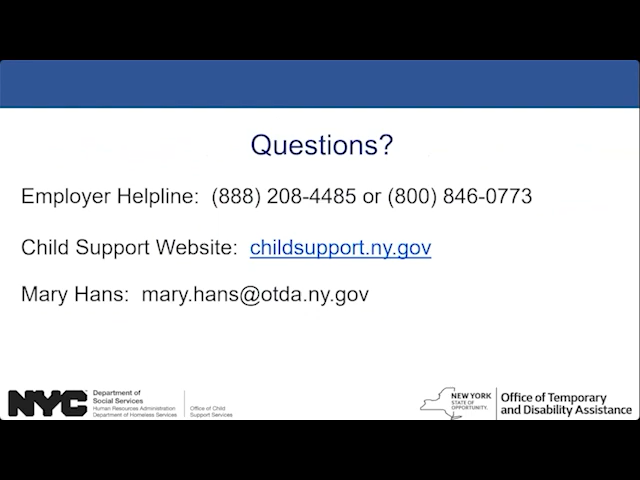 Questions?
Employer Helpline: (888) 208-4485 or (800) 846-0773
Child Support Website: childsupport.ny.gov
Mary Hans: mary.hans@otda.ny.gov
NYC
Department of
Social Services
Human Resources Administration
Department of Homeless Services
Office of Child
Support Services
NEW YORK
STATE OF
OPPORTUNITY.
Office of Temporary
and Disability Assistance